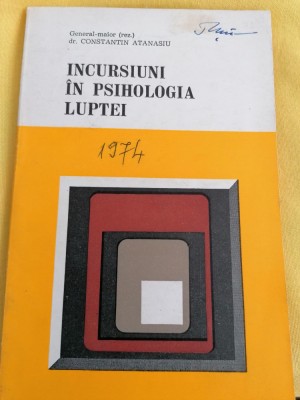 General-maior (rez.)
dr. CONSTANTIN ATANASIU
INCURSIUNI
ÎN PSIHOLOGIA
LUPTEI
1974